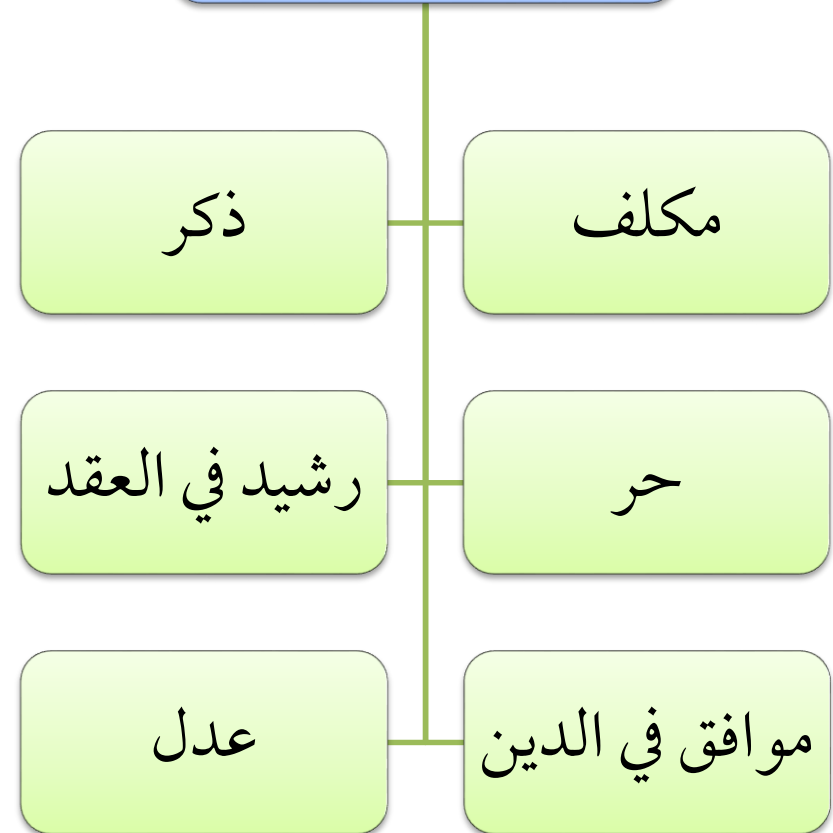 مكلف
ذكر
حر
رشيد في العقد
موافق في الدين
عدل